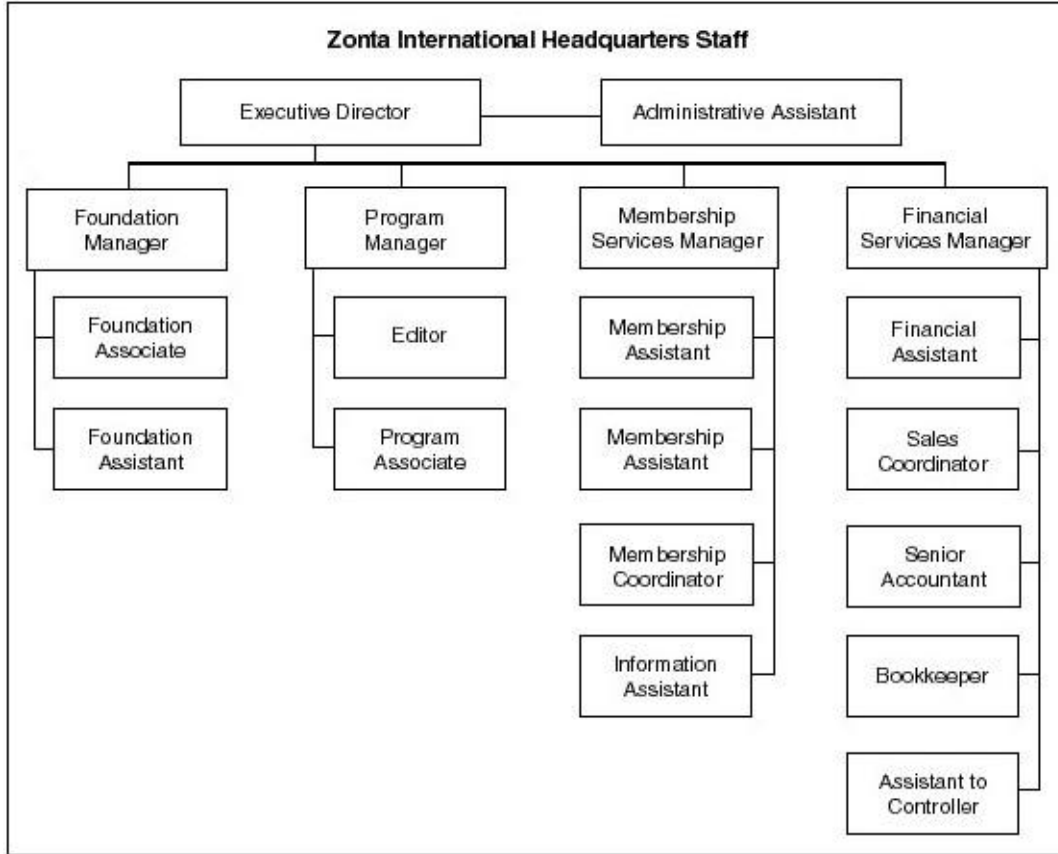 Zonta International Headquarters Staff
Executive Director
Administrative Assistant
Foundation
Manager
Program
Manager
Membership
Services Manager
Financial
Services Manager
Foundation
Associate
Editor
Membership
Assistant
Financial
Assistant
Foundation
Assistant
Program
Associate
Membership
Assistant
Sales
Coordinator
Membership
Coordinator
Senior
Accountant
Information
Assistant
Bookkeeper
Assistant to
Controller